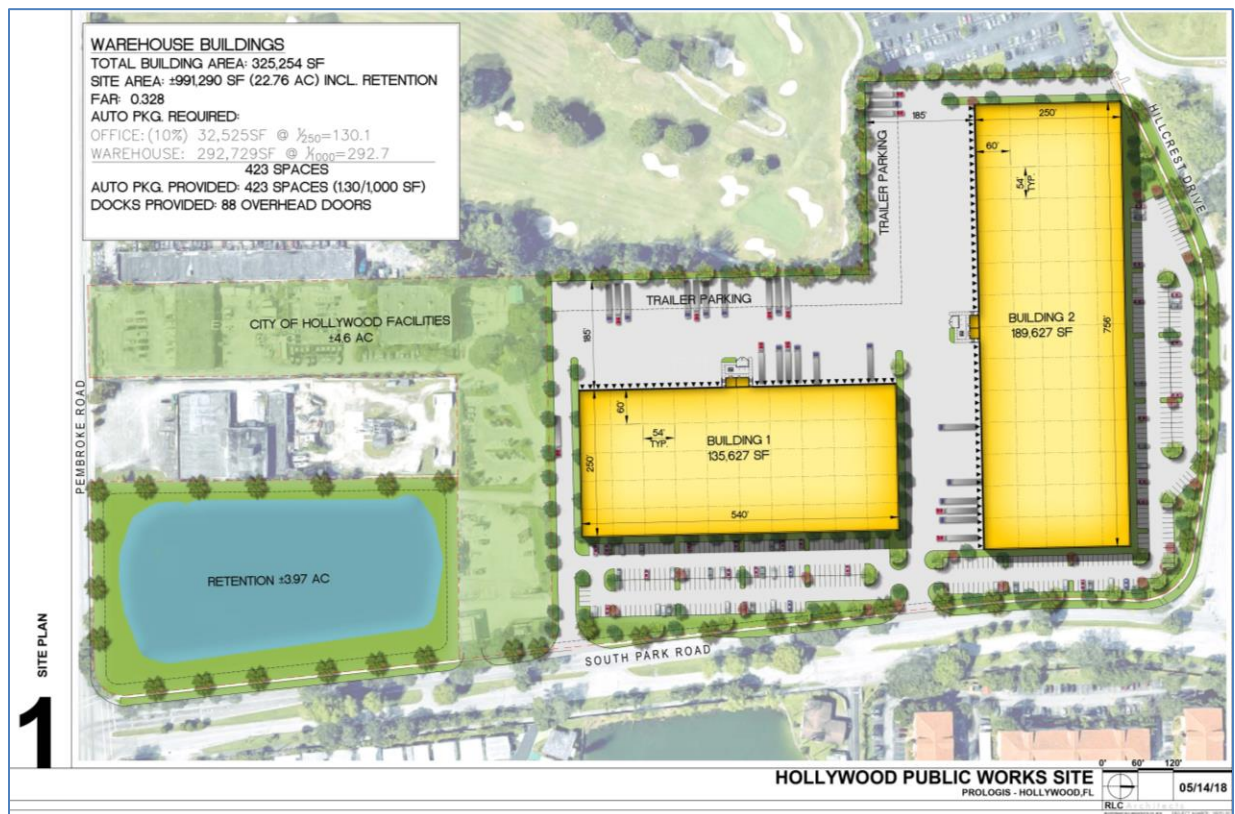 WAREHOUSE BUILDINGS
TOTAL BUILDING AREA: 325,254 SF
SITE AREA: ±991,290 SF (22.76 AC) INCL. RETENTION
FAR: 0.328
AUTO PKG. REQUIRED:
OFFICE: (10%) 32,525SF @ 1/250=130.1
WAREHOUSE: 292,729SF @ 1/1000=292.7
423 SPACES
AUTO PKG. PROVIDED: 423 SPACES (1.30/1,000 SF)
DOCKS PROVIDED: 88 OVERHEAD DOORS
HILLCREST DRIVE
185'
250'
60'
54'
TYP.
TRAILER PARKING
TRAILER PARKING
CITY OF HOLLYWOOD FACILITIES
±4.6 AC
185'
BUILDING 2
189,627 SF
756'
PEMBROKE ROAD
60'
54'
TYP.
BUILDING 1
135,627 SF
250'
540'
RETENTION ±3.97 AC
SOUTH PARK ROAD
SITE PLAN
1
HOLLYWOOD PUBLIC WORKS SITE
PROLOGIS - HOLLYWOOD,FL
0' 60' 120'
05/14/18
RLC Architects